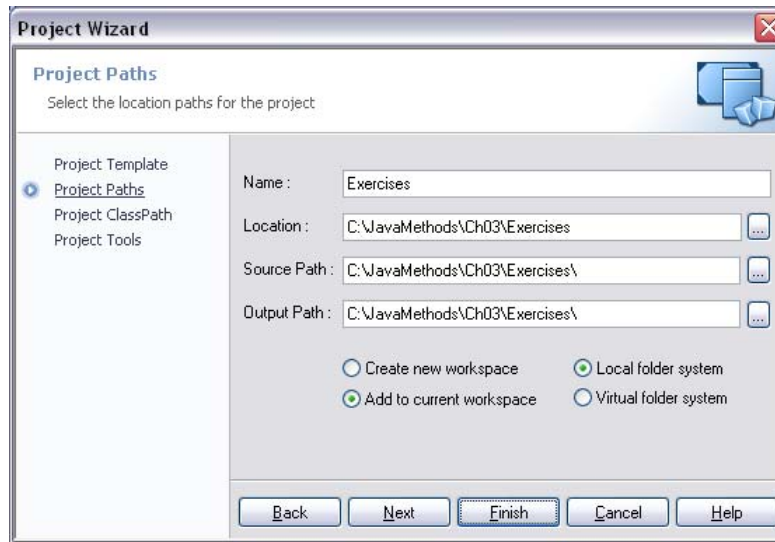 Project Wizard
Project Paths
Select the location paths for the project
Project Template
Project Paths
Project ClassPath
Project Tools
Name : Exercises
Location : C:\JavaMethods\Ch03\Exercises ...
Source Path : C:\JavaMethods\Ch03\Exercises\ ...
Output Path : C:\JavaMethods\Ch03\Exercises\ ...
Create new workspace Local folder system
Add to current workspace Virtual folder system
Back Next Finish Cancel Help